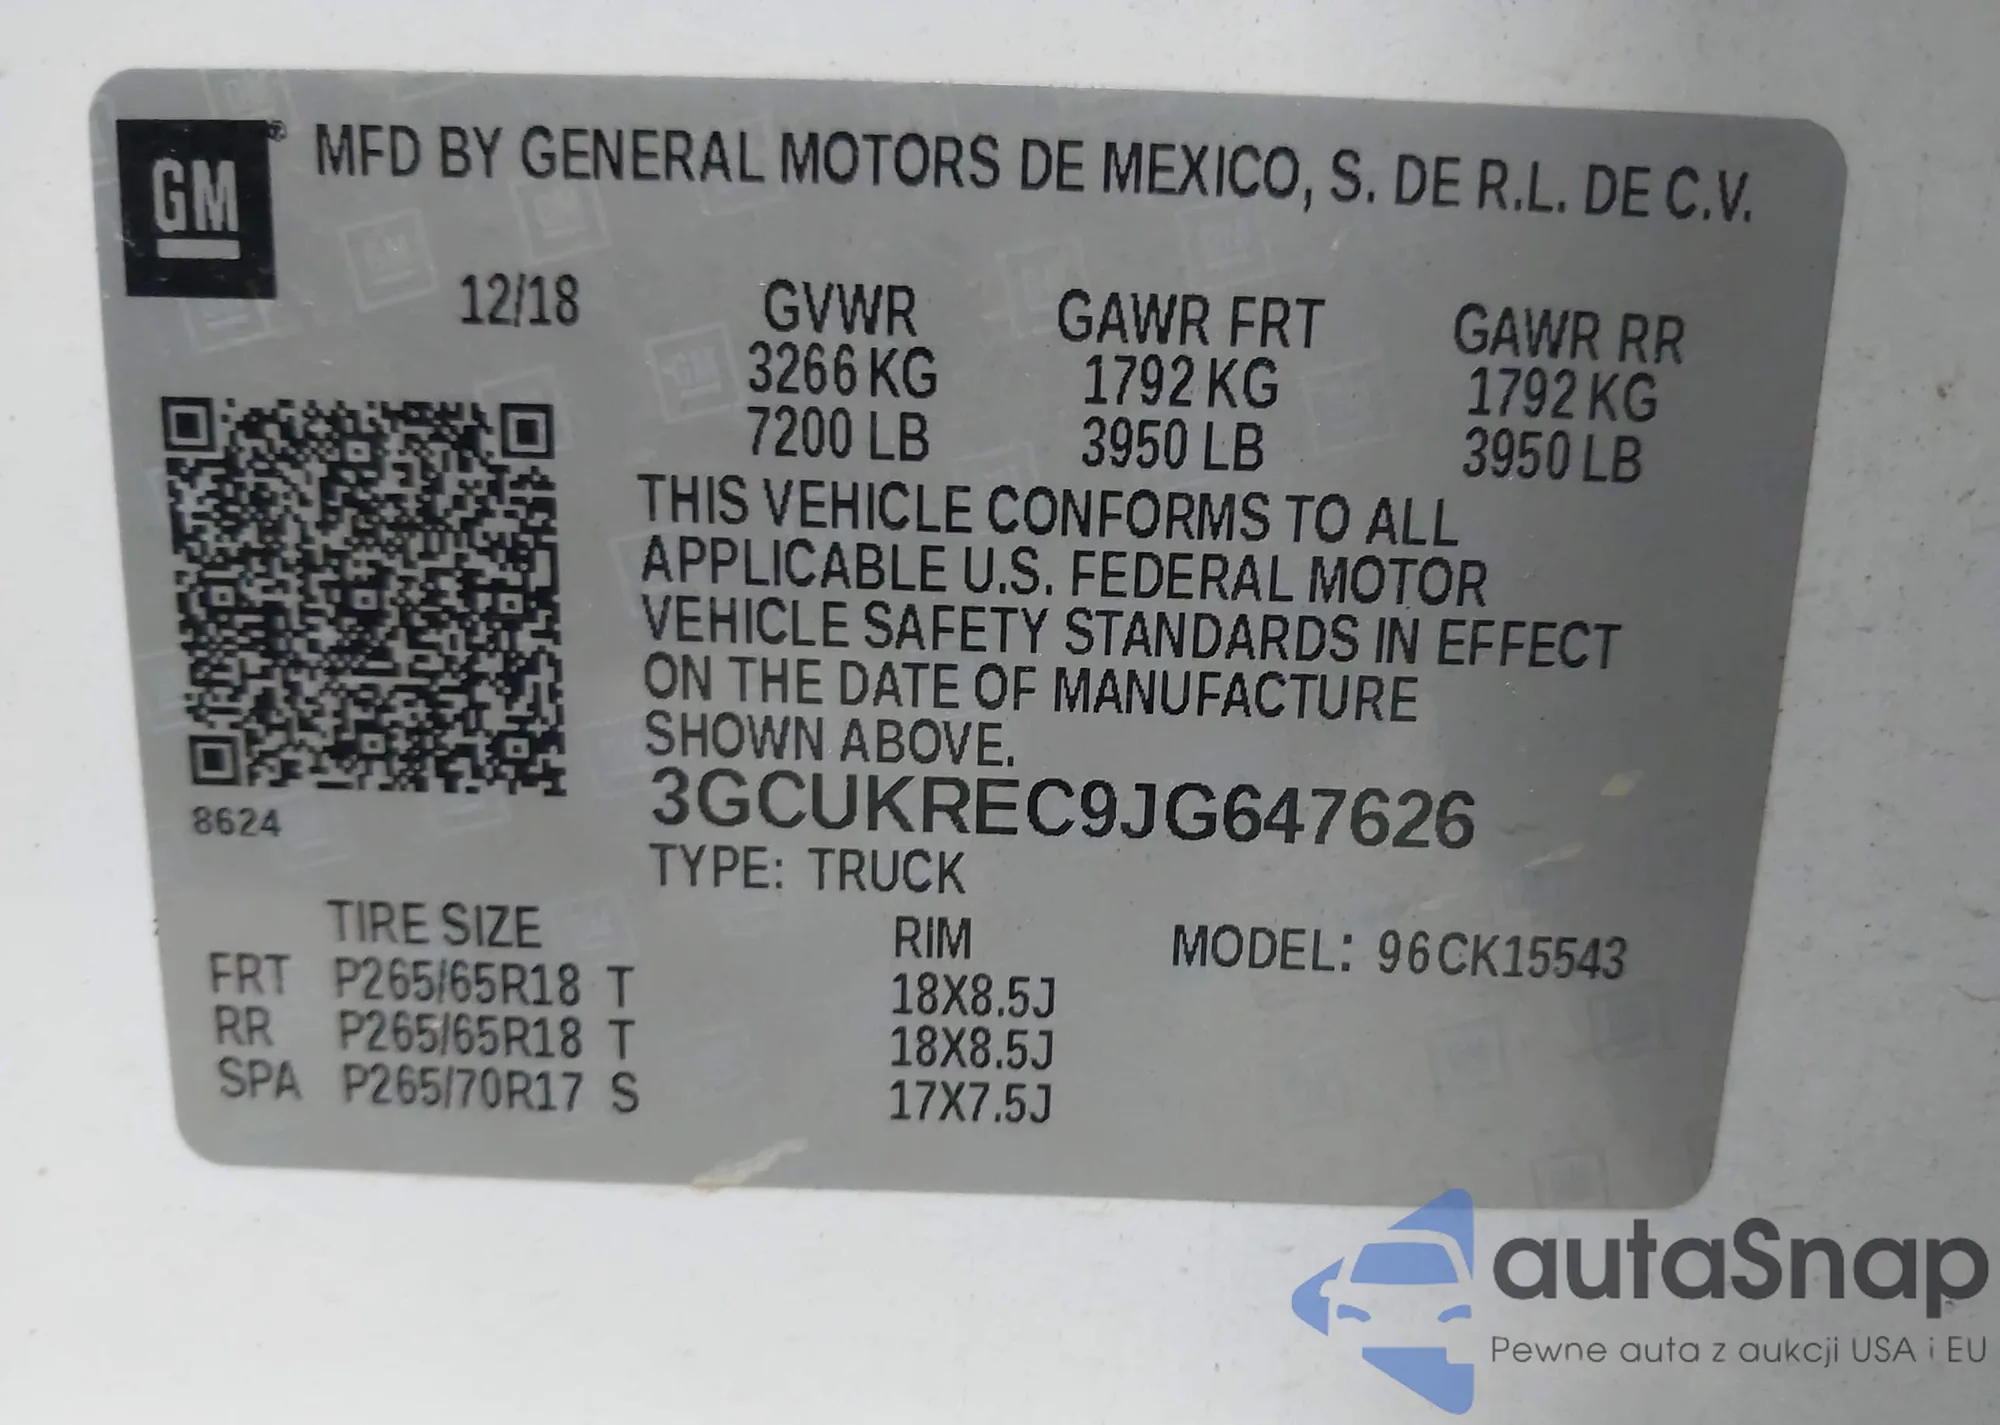 GM ® MFD BY GENERAL MOTORS DE MEXICO, S. DE R.L. DE C.V.
12/18 GVWR GAWR FRT GAWR RR
3266 KG 1792 KG 1792 KG
7200 LB 3950 LB 3950 LB
THIS VEHICLE CONFORMS TO ALL
APPLICABLE U.S. FEDERAL MOTOR
VEHICLE SAFETY STANDARDS IN EFFECT
ON THE DATE OF MANUFACTURE
SHOWN ABOVE.
3GCUKREC9JG647626
8624
TYPE: TRUCK
TIRE SIZE RIM MODEL: 96CK15543
FRT P265/65R18 T 18X8.5J
RR P265/65R18 T 18X8.5J
SPA P265/70R17 S 17X7.5J
autaSnap
Pewne auta z aukcji USA i EU